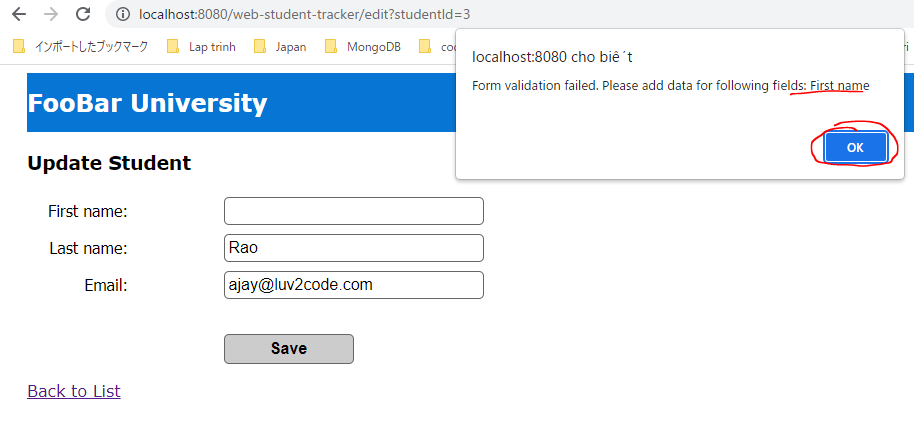 localhost:8080/web-student-tracker/edit?studentId=3
インポートしたブックマーク Lap trinh Japan MongoDB coo
localhost:8080 cho biết
Form validation failed. Please add data for following fields: First name
OK
FooBar University
Update Student
First name:
Last name: Rao
Email: ajay@luv2code.com
Save
Back to List